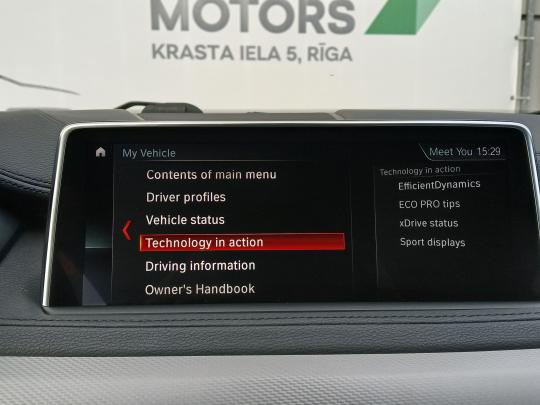 MOTORS
KRASTA IELA 5, RĪGA
My Vehicle
Meet You 15:29
Contents of main menu
Driver profiles
Vehicle status
Technology in action
Driving information
Owner's Handbook
Technology in action
EfficientDynamics
ECO PRO tips
xDrive status
Sport displays